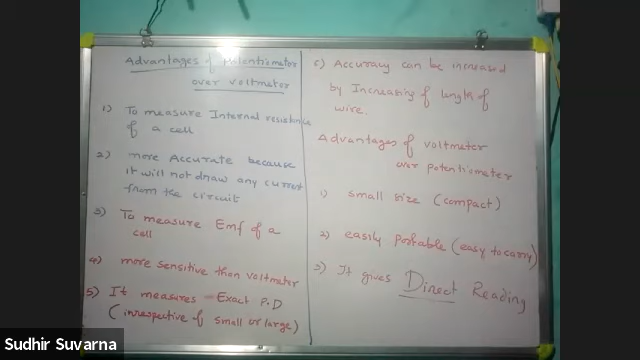 Advantages of Potentiometer
over Voltmeter
1) To measure Internal resistance
of a cell
2) more Accurate because
it will not draw any current
from the circuit
3) To measure Emf of a
cell
4) more sensitive than voltmeter
5) It measures Exact P.D
(irrespective of small or large)
6) Accuracy can be increased
by Increasing of length of
wire.
Advantages of voltmeter
over potentiometer
1) small size (compact)
2) easily portable (easy to carry)
3) It gives Direct Reading
Sudhir Suvarna